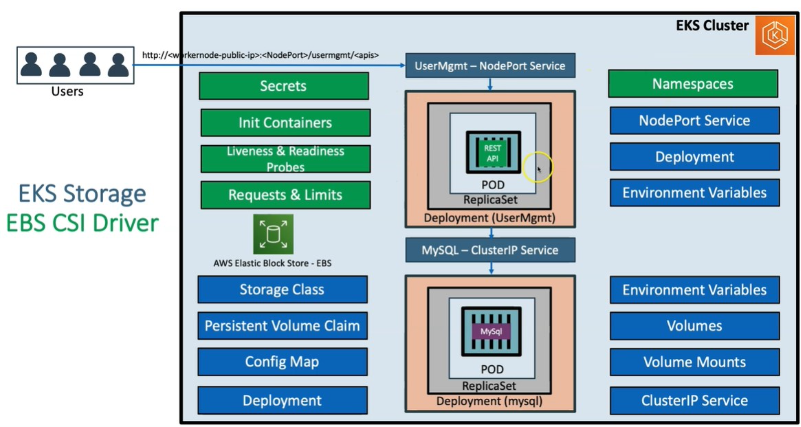 EKS Cluster
http://<workernode-public-ip>:<NodePort>/usermgmt/<apis>
Users
UserMgmt – NodePort Service
Secrets
Init Containers
Liveness & Readiness
Probes
Requests & Limits
EKS Storage
EBS CSI Driver
AWS Elastic Block Store - EBS
Storage Class
Persistent Volume Claim
Config Map
Deployment
REST
API
POD
ReplicaSet
Deployment (UserMgmt)
MySQL – ClusterIP Service
MySql
POD
ReplicaSet
Deployment (mysql)
Namespaces
NodePort Service
Deployment
Environment Variables
Environment Variables
Volumes
Volume Mounts
ClusterIP Service